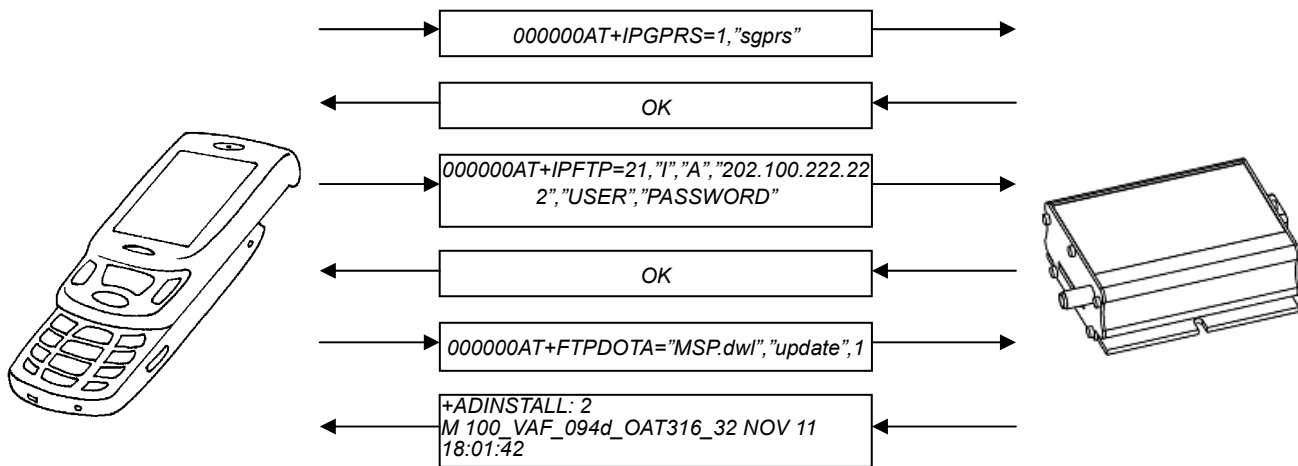 000000AT+IPGPRS=1,”sgprs”
OK
000000AT+IPFTP=21,”I”,”A”,”202.100.222.22
2”,”USER”,”PASSWORD”
OK
000000AT+FTPDOTA=”MSP.dwl”,”update”,1
+ADINSTALL: 2
M 100_VAF_094d_OAT316_32 NOV 11
18:01:42